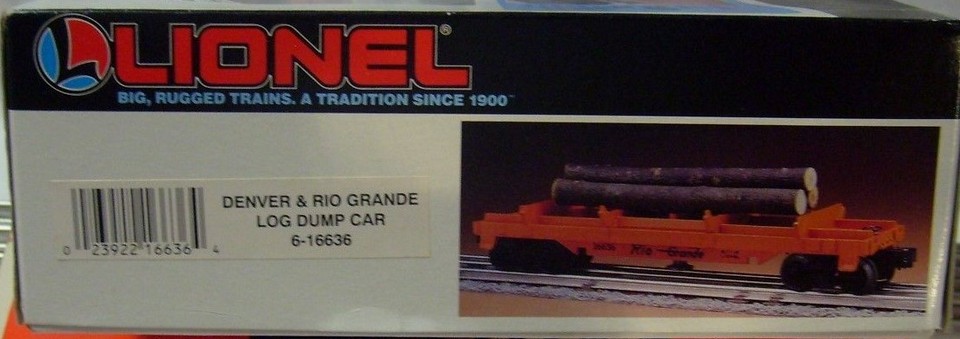 LIONEL®
BIG, RUGGED TRAINS. A TRADITION SINCE 1900™
DENVER & RIO GRANDE
LOG DUMP CAR
6-16636
0 23922 16636 4
16636 Rio Grande